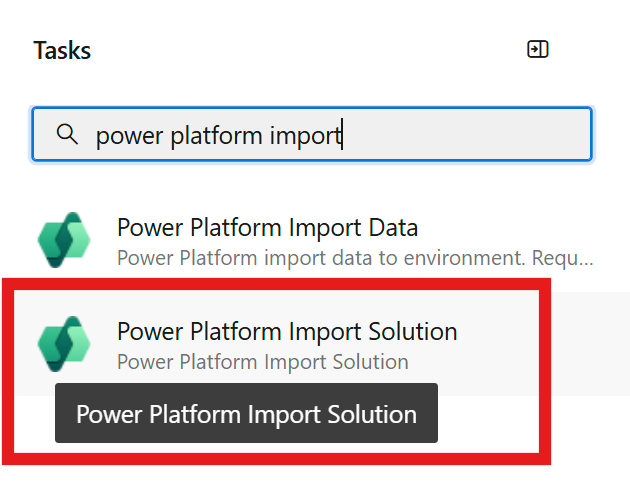 Tasks
power platform import
Power Platform Import Data
Power Platform import data to environment. Requ...
Power Platform Import Solution
Power Platform Import Solution
Power Platform Import Solution